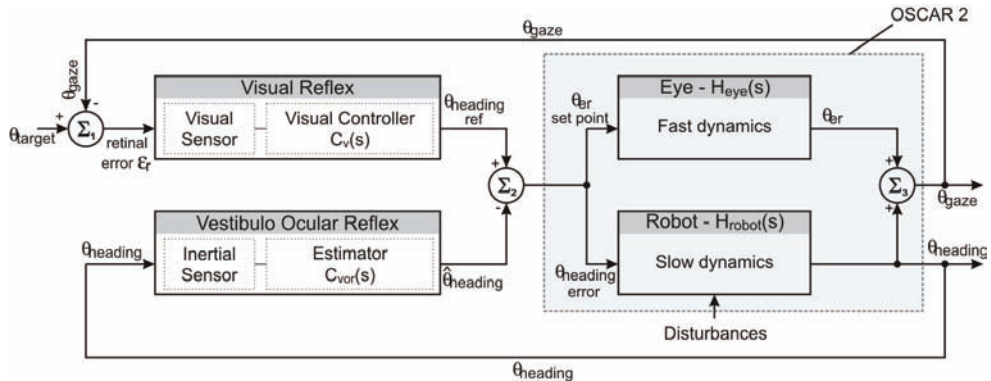 OSCAR 2
θgaze
θgaze
Visual Reflex
Visual
Sensor
Visual Controller
Cv(s)
θheading
ref
θer
set point
Eye - Heye(s)
Fast dynamics
θer
+
-
Σ1
θtarget
retinal
error εr
+
-
Σ2
+
+
Σ3
θgaze
Vestibulo Ocular Reflex
θheading
Inertial
Sensor
Estimator
Cvor(s)
θ̂heading
θheading
error
Robot - Hrobot(s)
Slow dynamics
θheading
Disturbances
θheading